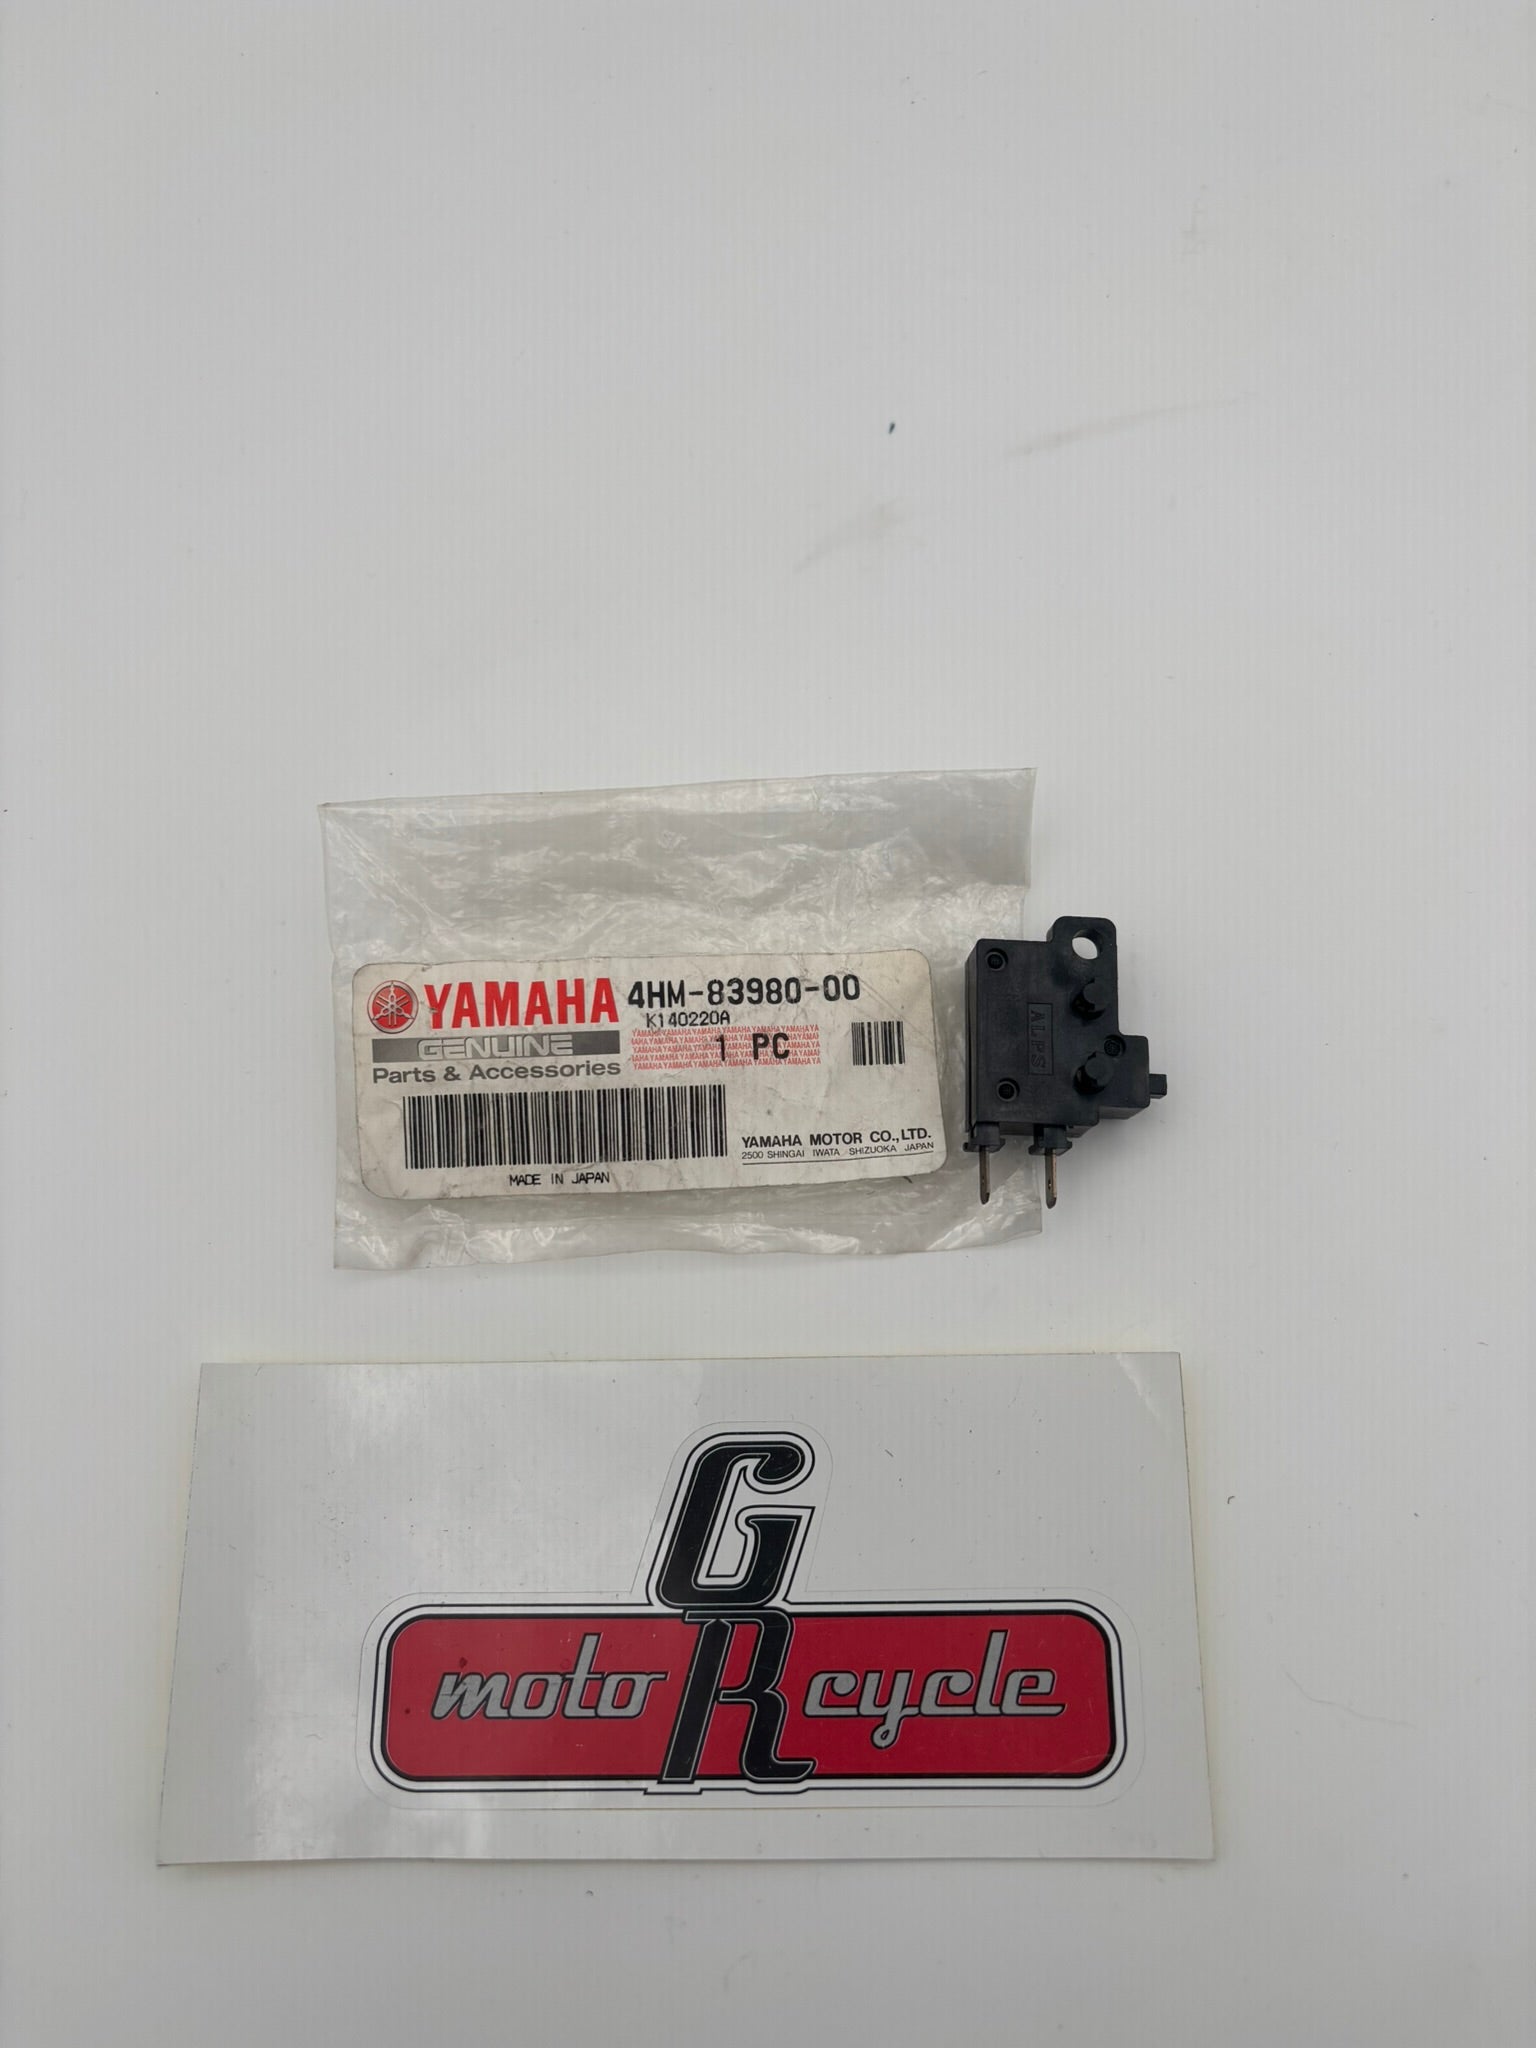 YAMAHA 4HM-83980-00
K140220A
GENUINE
1 PC
Parts & Accessories
YAMAHA MOTOR CO.,LTD.
2500 SHINGAI IWATA SHIZUOKA JAPAN
MADE IN JAPAN
ALPS
G
moto R cycle